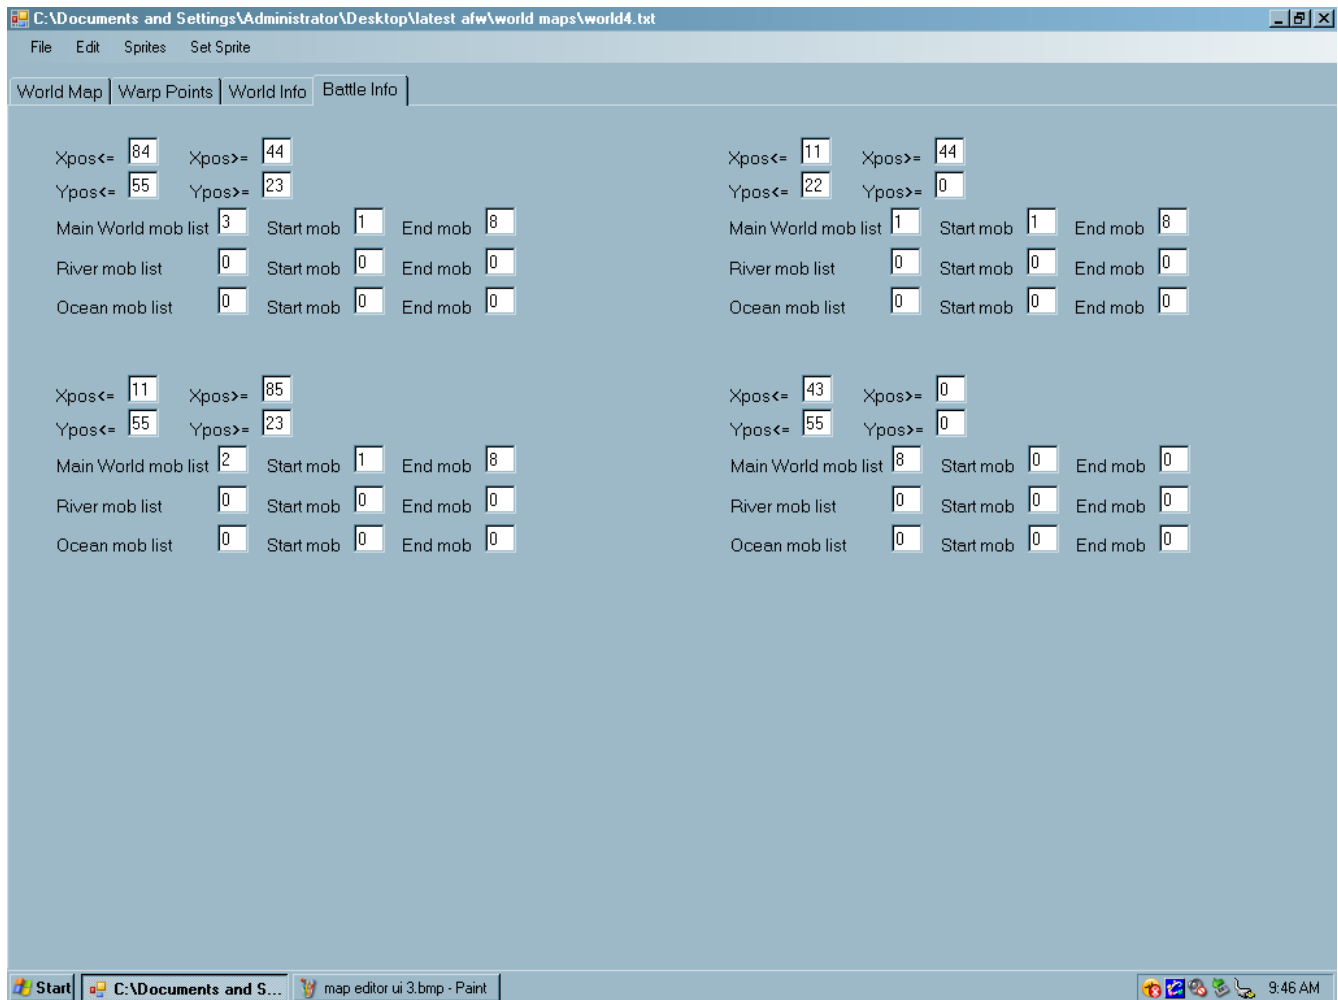 C:\Documents and Settings\Administrator\Desktop\latest afw\world maps\world4.txt
File Edit Sprites Set Sprite
World Map Warp Points World Info Battle Info
Xpos<= 84 Xpos>= 44 Xpos<= 11 Xpos>= 44
Ypos<= 55 Ypos>= 23 Ypos<= 22 Ypos>= 0
Main World mob list 3 Start mob 1 End mob 8 Main World mob list 1 Start mob 1 End mob 8
River mob list 0 Start mob 0 End mob 0 River mob list 0 Start mob 0 End mob 0
Ocean mob list 0 Start mob 0 End mob 0 Ocean mob list 0 Start mob 0 End mob 0
Xpos<= 11 Xpos>= 85 Xpos<= 43 Xpos>= 0
Ypos<= 55 Ypos>= 23 Ypos<= 55 Ypos>= 0
Main World mob list 2 Start mob 1 End mob 8 Main World mob list 8 Start mob 0 End mob 0
River mob list 0 Start mob 0 End mob 0 River mob list 0 Start mob 0 End mob 0
Ocean mob list 0 Start mob 0 End mob 0 Ocean mob list 0 Start mob 0 End mob 0
Start C:\Documents and S... map editor ui 3.bmp - Paint 9:46 AM